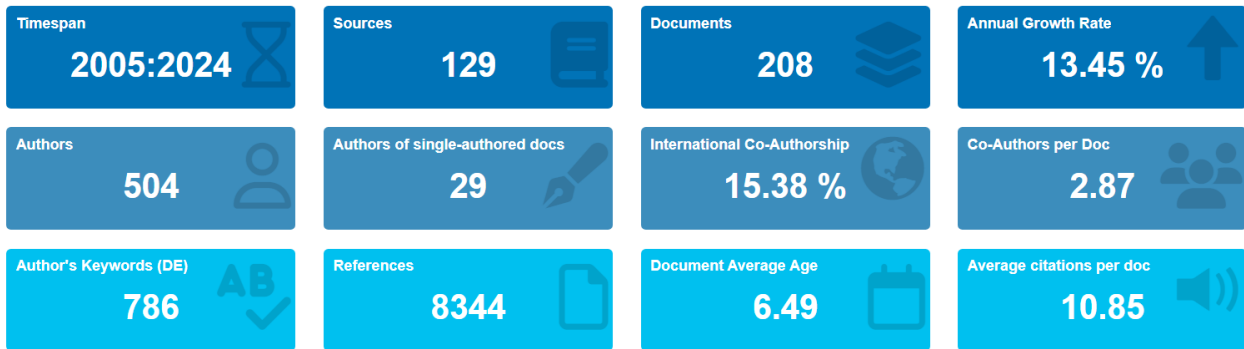 Timespan
2005:2024
Sources
129
Documents
208
Annual Growth Rate
13.45 %
Authors
504
Authors of single-authored docs
29
International Co-Authorship
15.38 %
Co-Authors per Doc
2.87
Author's Keywords (DE)
786
AB
References
8344
Document Average Age
6.49
Average citations per doc
10.85